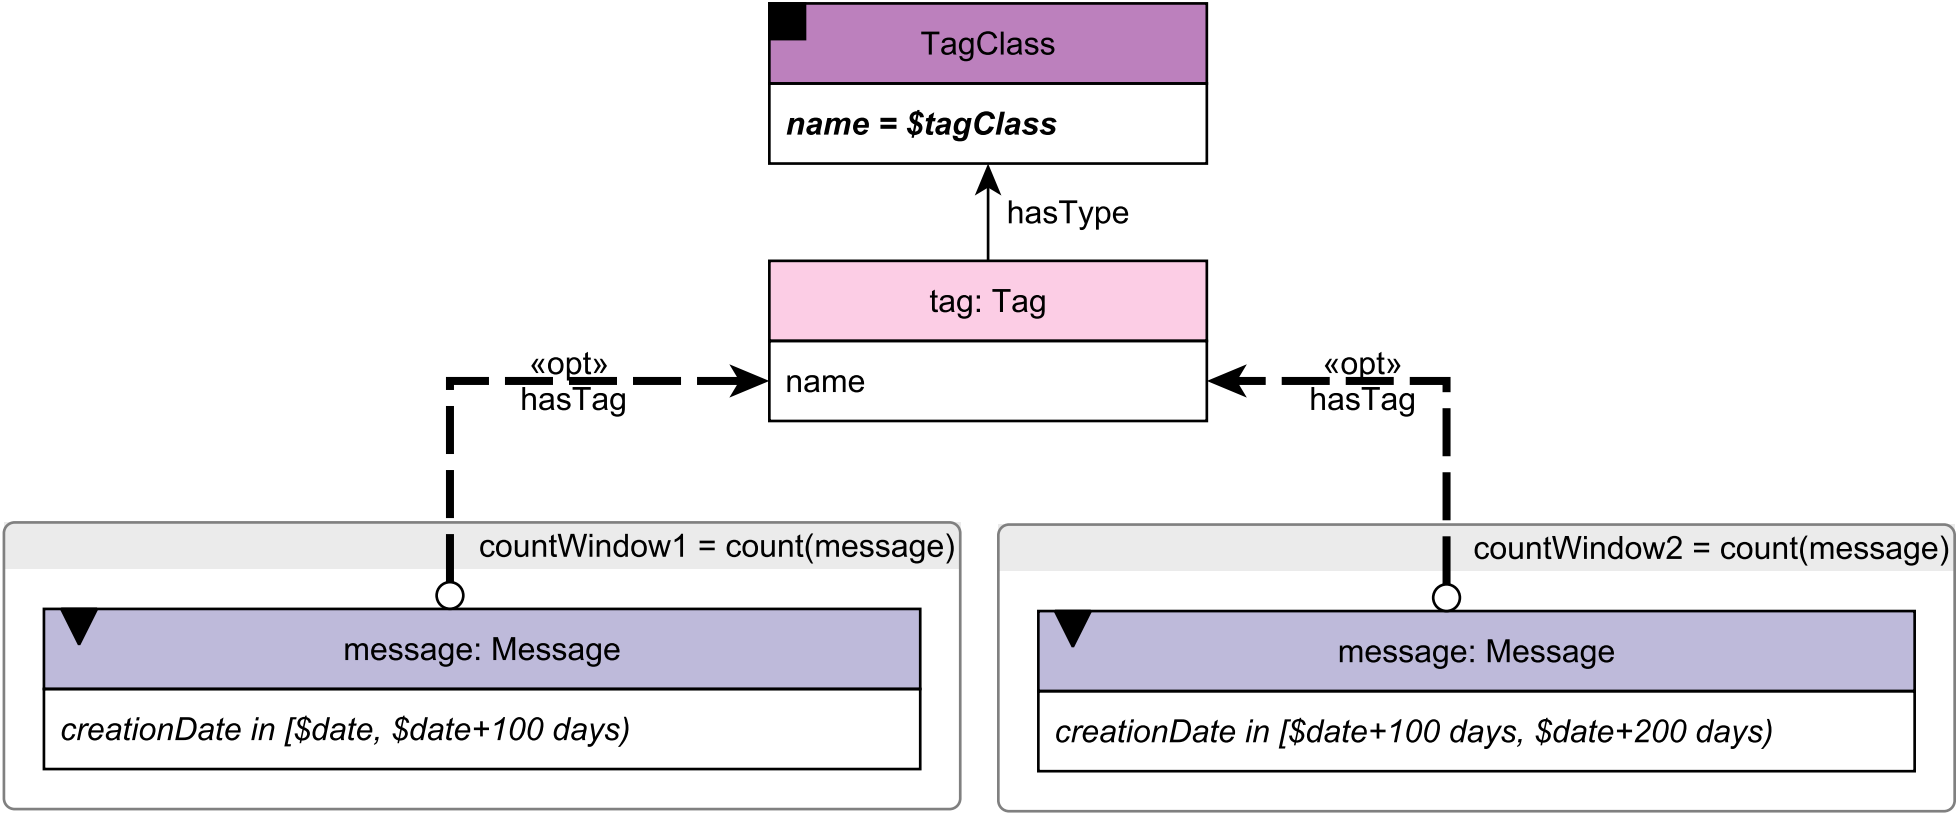 TagClass
name = $tagClass
hasType
tag: Tag
name
«opt»
hasTag
«opt»
hasTag
countWindow1 = count(message)
message: Message
creationDate in [$date, $date+100 days)
countWindow2 = count(message)
message: Message
creationDate in [$date+100 days, $date+200 days)